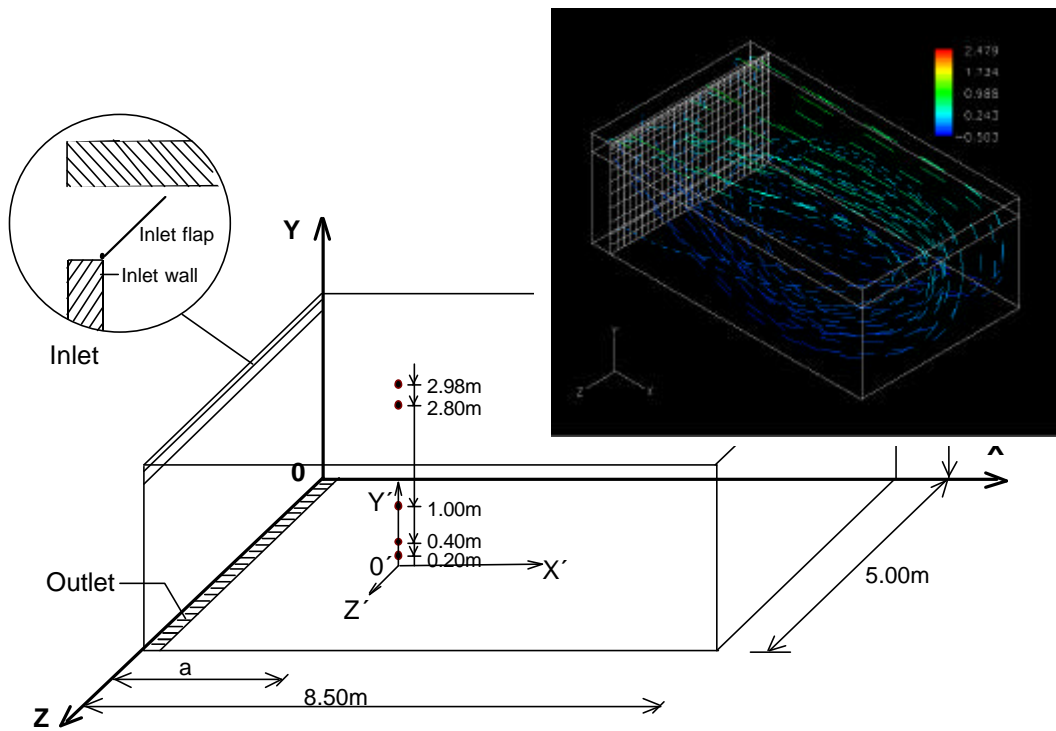 2.479
1.734
0.988
0.243
-0.503
Y
Z
X
Inlet flap
Inlet wall
Inlet
Y
2.98m
2.80m
0
X
Y´
1.00m
0.40m
0.20m
0´
X´
Z´
Outlet
5.00m
a
8.50m
Z